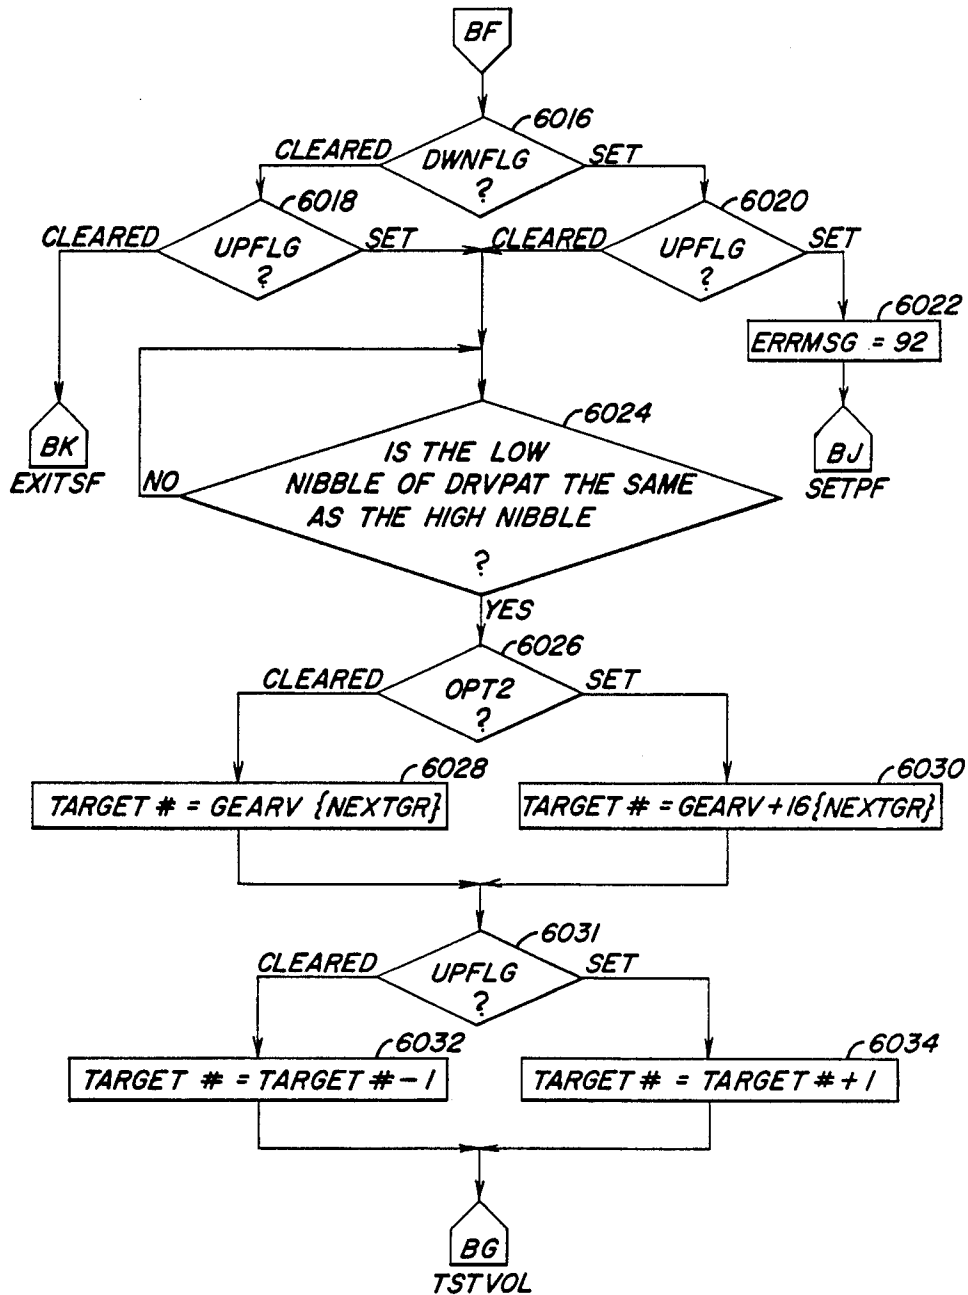 BF
6016
CLEARED
DWNFLG
?
SET
6018
6020
CLEARED
UPFLG
?
SET
CLEARED
UPFLG
?
SET
6022
ERRMSG = 92
BK
EXITSF
BJ
SETPF
6024
IS THE LOW
NIBBLE OF DRVPAT THE SAME
AS THE HIGH NIBBLE
?
NO
YES
6026
CLEARED
OPT2
?
SET
6028
TARGET # = GEARV {NEXTGR}
6030
TARGET # = GEARV+16{NEXTGR}
6031
CLEARED
UPFLG
?
SET
6032
TARGET # = TARGET #-1
6034
TARGET # = TARGET #+1
BG
TSTVOL